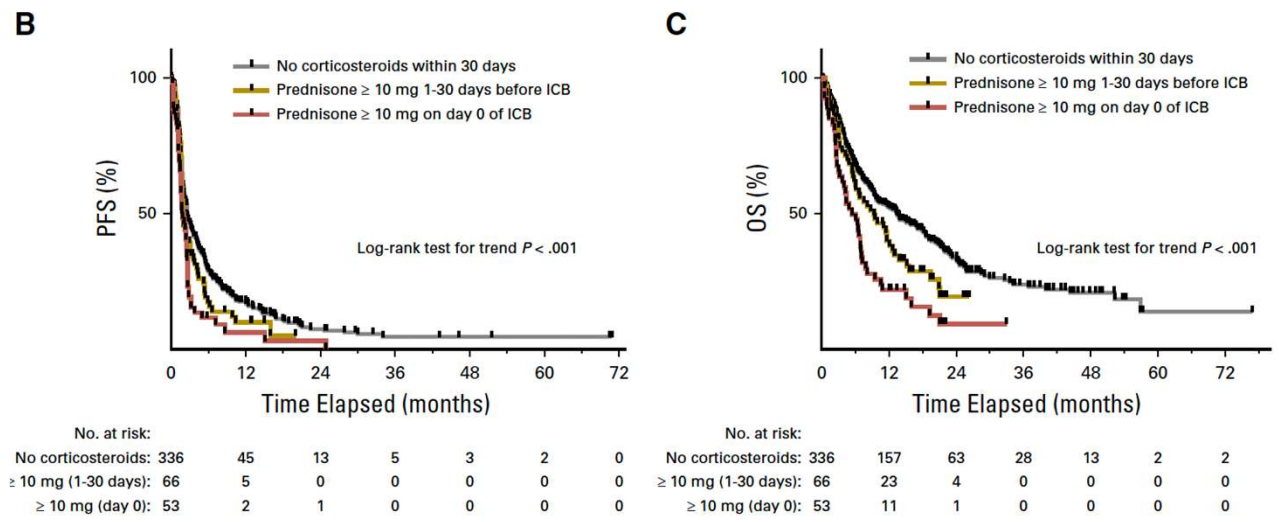 B
100
50
PFS (%)
No corticosteroids within 30 days
Prednisone ≥ 10 mg 1-30 days before ICB
Prednisone ≥ 10 mg on day 0 of ICB
Log-rank test for trend P < .001
0 12 24 36 48 60 72
Time Elapsed (months)
No. at risk:
No corticosteroids: 336 45 13 5 3 2 0
≥ 10 mg (1-30 days): 66 5 0 0 0 0 0
≥ 10 mg (day 0): 53 2 1 0 0 0 0
C
100
50
OS (%)
No corticosteroids within 30 days
Prednisone ≥ 10 mg 1-30 days before ICB
Prednisone ≥ 10 mg on day 0 of ICB
Log-rank test for trend P < .001
0 12 24 36 48 60 72
Time Elapsed (months)
No. at risk:
No corticosteroids: 336 157 63 28 13 2 2
≥ 10 mg (1-30 days): 66 23 4 0 0 0 0
≥ 10 mg (day 0): 53 11 1 0 0 0 0